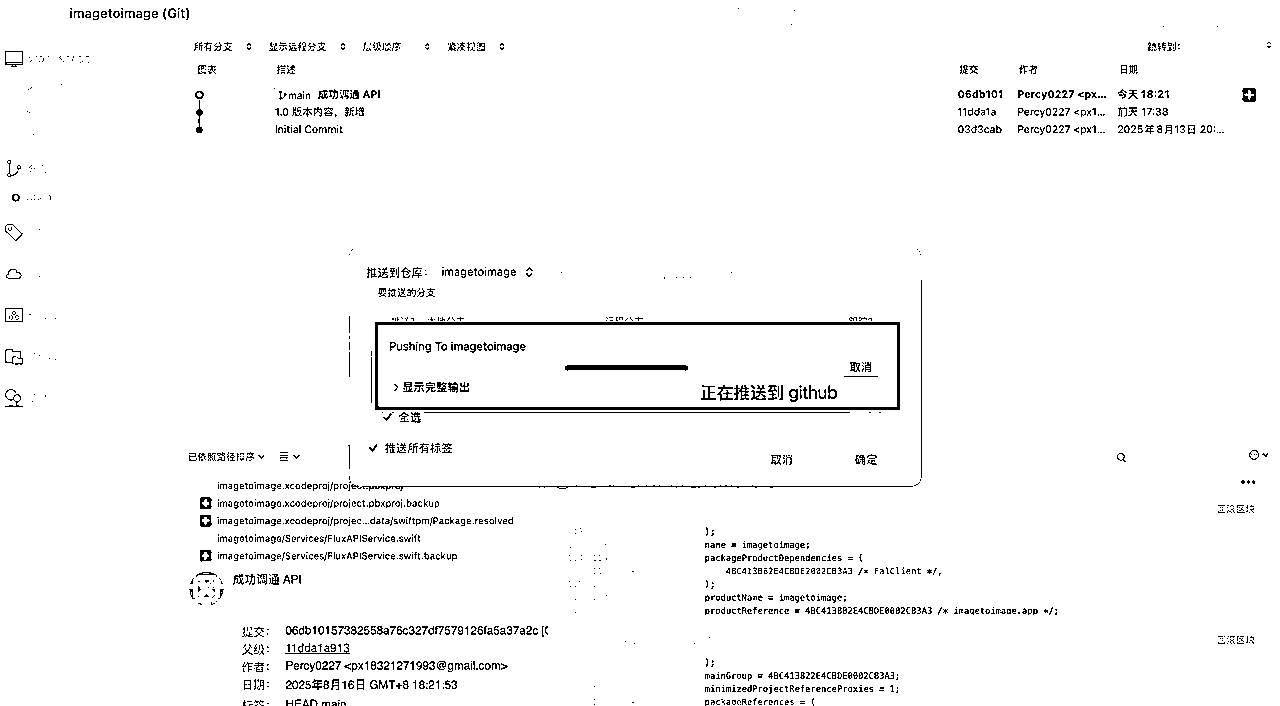 imagetoimage (Git)
所有分支 显示远程分支 层级顺序 紧凑视图 跳转到:
图表 描述 提交 作者 日期
main 成功调通 API 06db101 Percy0227 <px... 今天 18:21
1.0 版本内容，新增 11dda1a Percy0227 <px1... 前天 17:38
Initial Commit 03d3cab Percy0227 <px1... 2025年8月13日 20:...
推送到仓库: imagetoimage
要推送的分支
Pushing To imagetoimage
取消
显示完整输出
正在推送到 github
全选
推送所有标签
取消 确定
已依照路径排序
imagetoimage.xcodeproj/project.pbxproj
imagetoimage.xcodeproj/project.pbxproj.backup
imagetoimage.xcodeproj/projec...data/swiftpm/Package.resolved
imagetoimage/Services/FluxAPIService.swift
imagetoimage/Services/FluxAPIService.swift.backup
成功调通 API
提交: 06db10157382558a76c327df7579126fa5a37a2c
父级: 11dda1a913
作者: Percy0227 <px18321271993@gmail.com>
日期: 2025年8月16日 GMT+8 18:21:53
标签: HEAD main
回滚区块
);
name = imagetoimage;
packageProductDependencies = (
4BC413B82E4CBDE2002CB3A3 /* FalClient */,
);
productName = imagetoimage;
productReference = 4BC413B82E4CBDE0002CB3A3 /* imagetoimage.app */;
回滚区块
);
mainGroup = 4BC413B22E4CBDE0002CB3A3;
minimizedProjectReferenceProxies = 1;
packageReferences = (